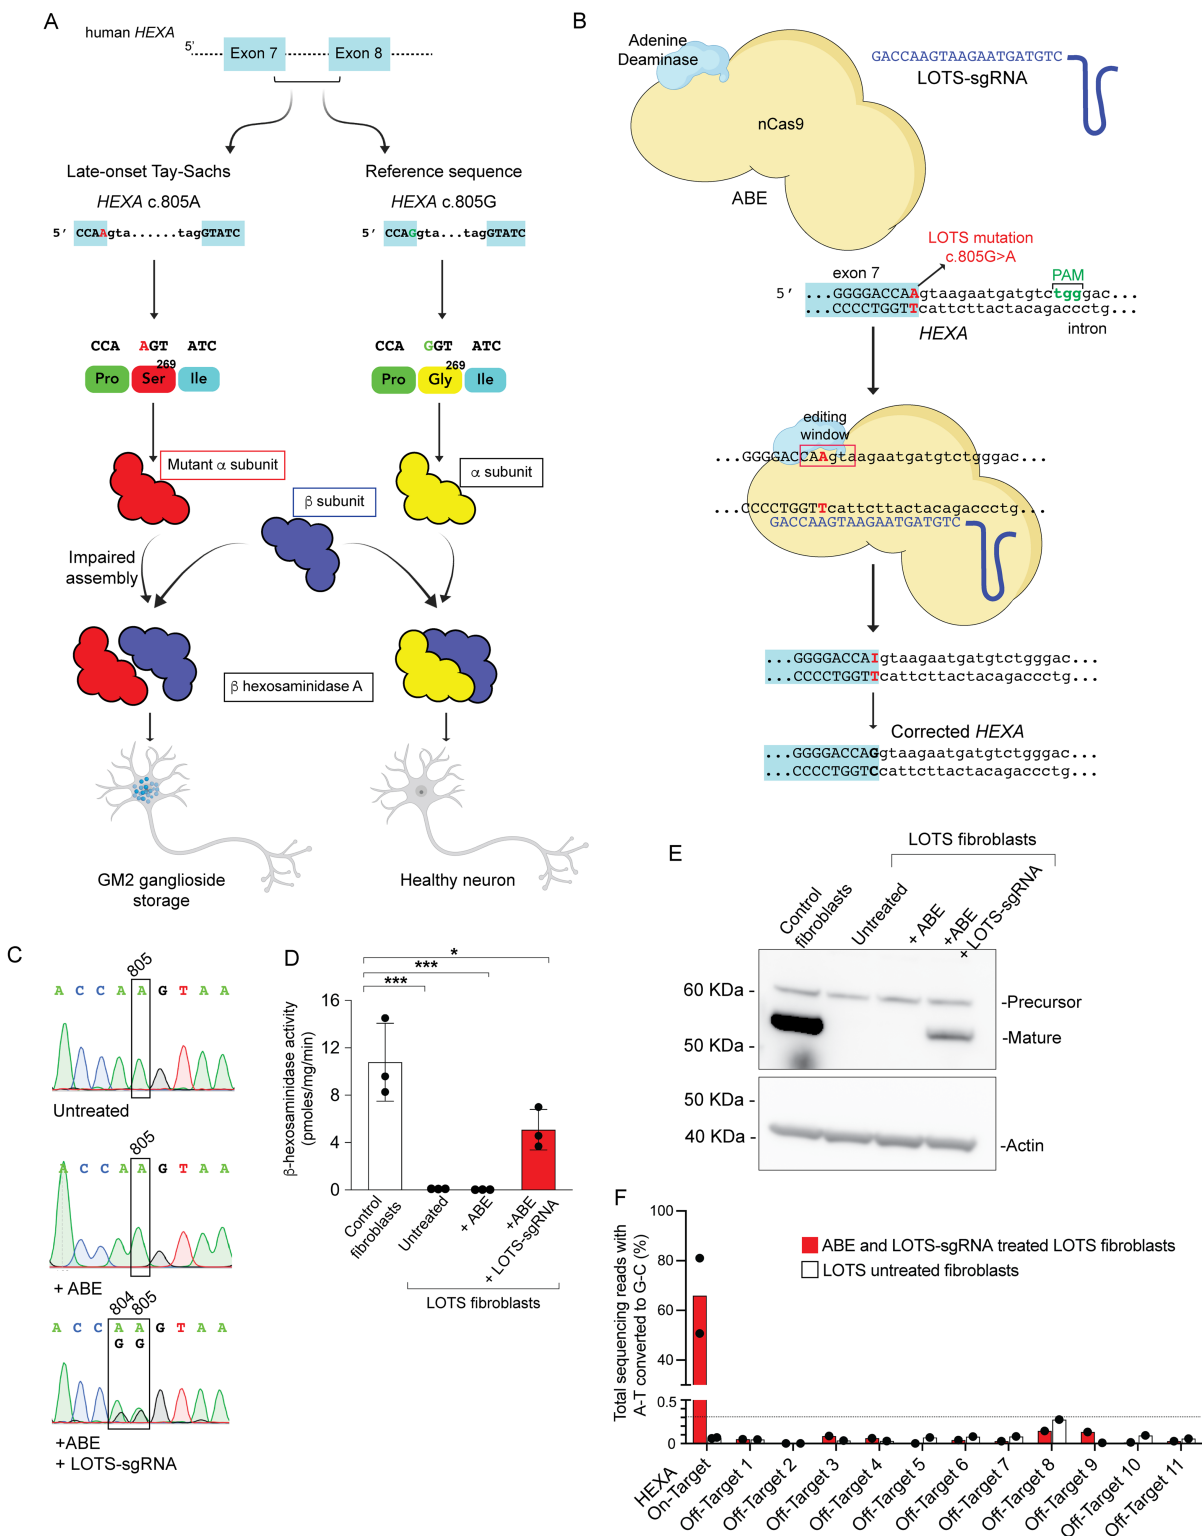 A
human HEXA
5'
Exon 7
Exon 8
Late-onset Tay-Sachs
HEXA c.805A
5' CCAAgta......tagGTATC
Reference sequence
HEXA c.805G
5' CCAGgta...tagGTATC
CCA AGT ATC
269
Pro Ser Ile
CCA GGT ATC
269
Pro Gly Ile
Mutant α subunit
α subunit
β subunit
Impaired
assembly
β hexosaminidase A
GM2 ganglioside
storage
Healthy neuron
B
Adenine
Deaminase
nCas9
ABE
GACCAAGTAAGAATGATGTC
LOTS-sgRNA
LOTS mutation
c.805G>A
exon 7
PAM
5' ...GGGGACCAAgtaagaatgatgtctgggac...
...CCCCTGGTTcattcttactacagaccctg...
HEXA
intron
editing
window
...GGGGACCAAgtaagaatgatgtctgggac...
...CCCCTGGTTcattcttactacagaccctg...
GACCAAGTAAGAATGATGTC
...GGGGACCAIgtaagaatgatgtctgggac...
...CCCCTGGTTcattcttactacagaccctg...
Corrected HEXA
...GGGGACCAGgtaagaatgatgtctgggac...
...CCCCTGGTCcattcttactacagaccctg...
C
805
A C C A A G T A A
Untreated
805
A C C A A G T A A
+ ABE
804 805
A C C A A G T A A
G G
+ABE
+ LOTS-sgRNA
D
*
***
***
β-hexosaminidase activity
(pmoles/mg/min)
16
12
8
4
0
Control
fibroblasts
Untreated
+ ABE
+ABE
+ LOTS-sgRNA
LOTS fibroblasts
E
LOTS fibroblasts
Control
fibroblasts
Untreated
+ ABE
+ABE
+ LOTS-sgRNA
60 KDa -
50 KDa -
-Precursor
-Mature
50 KDa -
40 KDa -
-Actin
F
Total sequencing reads with
A-T converted to G-C (%)
100
80
60
40
0.5
0
ABE and LOTS-sgRNA treated LOTS fibroblasts
LOTS untreated fibroblasts
HEXA
On-Target
Off-Target 1
Off-Target 2
Off-Target 3
Off-Target 4
Off-Target 5
Off-Target 6
Off-Target 7
Off-Target 8
Off-Target 9
Off-Target 10
Off-Target 11